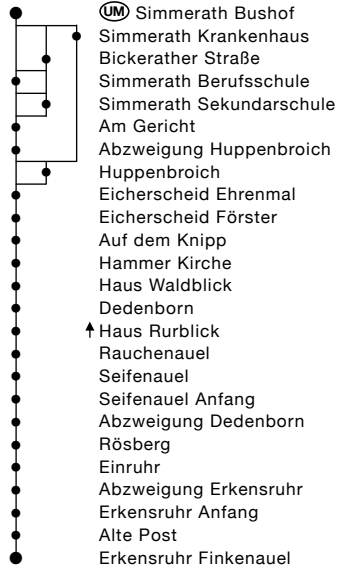 UM Simmerath Bushof
Simmerath Krankenhaus
Bickerather Straße
Simmerath Berufsschule
Simmerath Sekundarschule
Am Gericht
Abzweigung Huppenbroich
Huppenbroich
Eicherscheid Ehrenmal
Eicherscheid Förster
Auf dem Knipp
Hammer Kirche
Haus Waldblick
Dedenborn
Haus Rurblick
Rauchenauel
Seifenauel
Seifenauel Anfang
Abzweigung Dedenborn
Rösberg
Einruhr
Abzweigung Erkensruhr
Erkensruhr Anfang
Alte Post
Erkensruhr Finkenauel